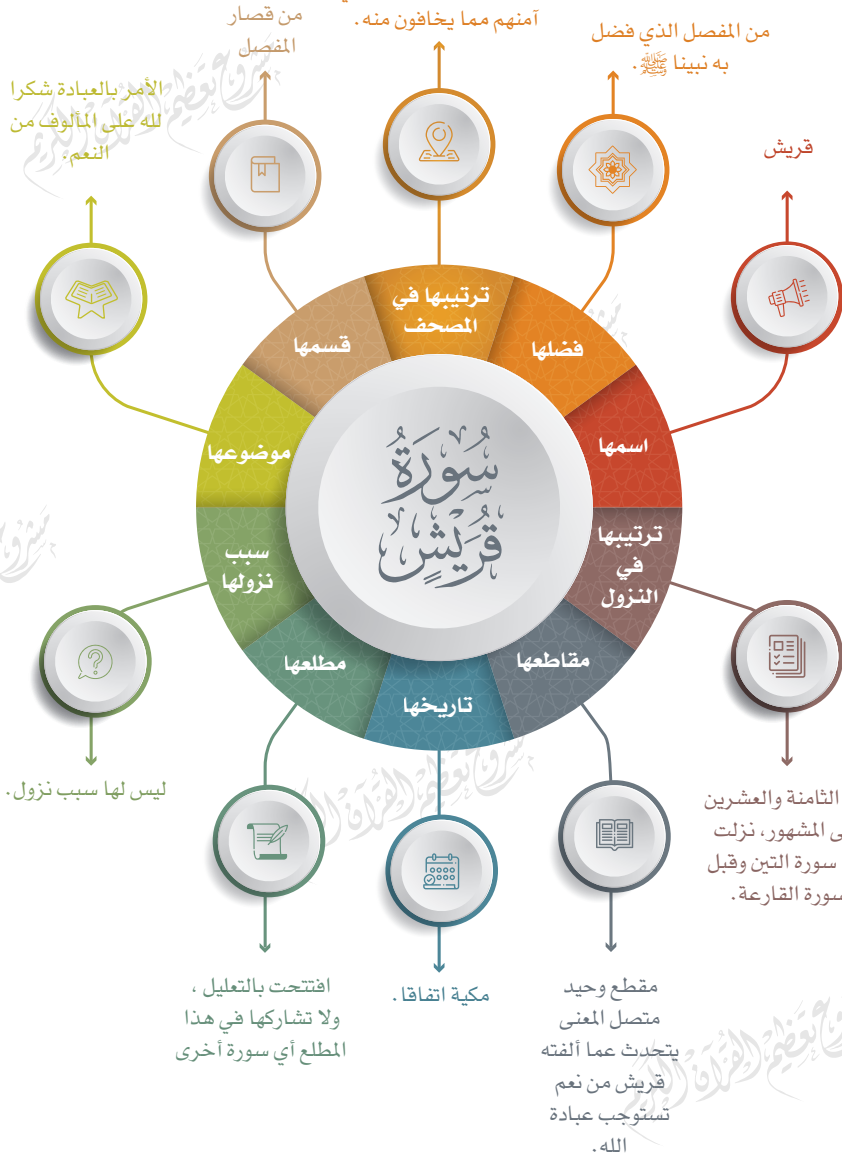 آمنهم مما يخافون منه.
من قصار
المفصل
من المفصل الذي فضل
به نبينا ﷺ.
الأمر بالعبادة شكرا
لله على المألوف من
النعم.
قريش
ترتيبها في
المصحف
فضلها
قسمها
اسمها
موضوعها
سُورَةُ
قُرَيْشٍ
ترتيبها
في
النزول
سبب
نزولها
مقاطعها
مطلعها
تاريخها
ليس لها سبب نزول.
الثامنة والعشرين
المشهور، نزلت
سورة التين وقبل
سورة القارعة.
افتتحت بالتعليل ،
ولا تشاركها في هذا
المطلع أي سورة أخرى
مكية اتفاقا.
مقطع وحيد
متصل المعنى
يتحدث عما ألفته
قريش من نعم
تستوجب عبادة
الله.
مشروع تعظيم القرآن الكريم